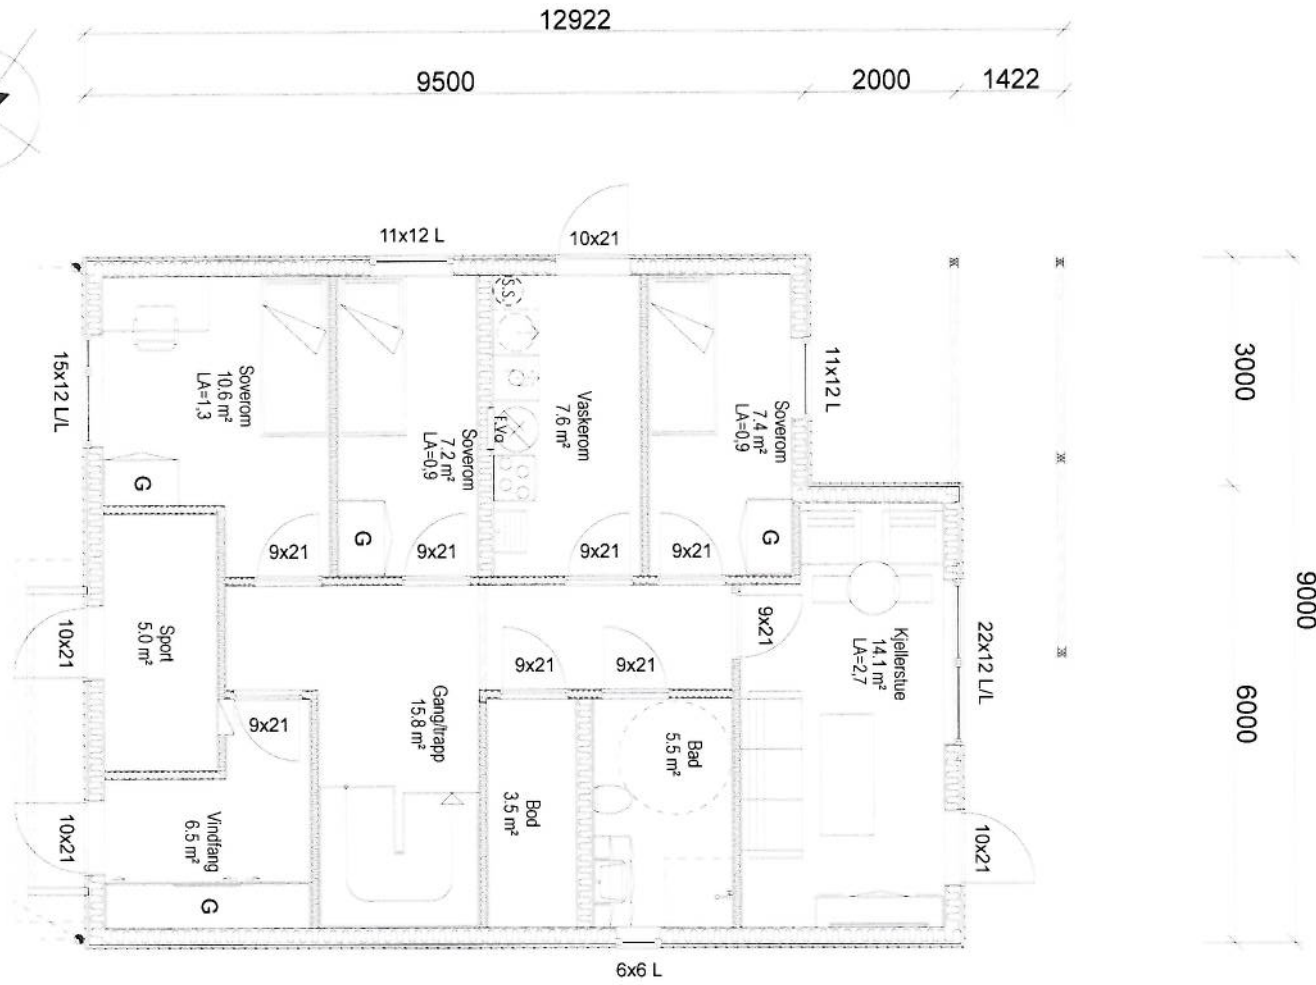 12922
9500
2000
1422
11x12 L
10x21
3000
9000
6000
15x12 L/L
Soverom
10.6 m²
LA=1,3
G
Soverom
7.2 m²
LA=0,9
G
S.S.
F.Vg
Vaskerom
7.6 m²
Soverom
7.4 m²
LA=0,9
G
11x12 L
9x21
9x21
9x21
9x21
9x21
10x21
Sport
5.0 m²
9x21
9x21
9x21
Kjellerstue
14.1 m²
LA=2,7
22x12 L/L
Gang/trapp
15.8 m²
Bad
5.5 m²
Bod
3.5 m²
10x21
Vindfang
6.5 m²
G
10x21
6x6 L